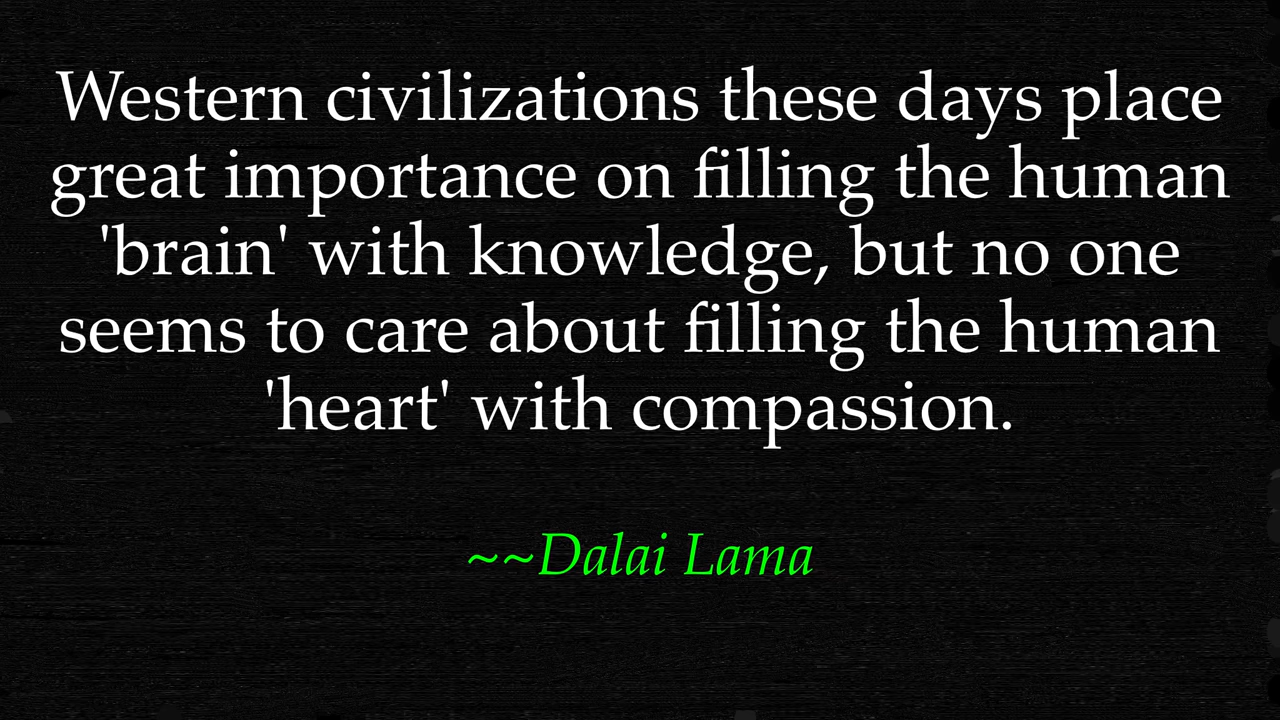 Western civilizations these days place
great importance on filling the human
'brain' with knowledge, but no one
seems to care about filling the human
'heart' with compassion.
~~Dalai Lama